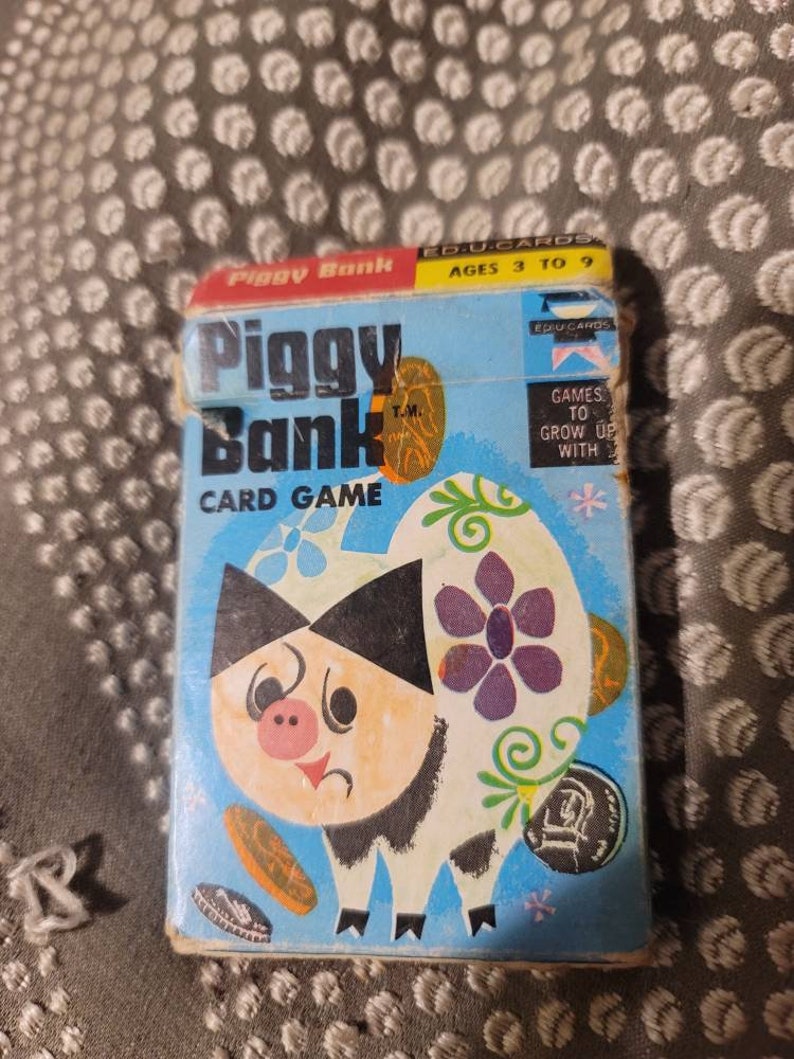 Piggy Bank
ED-U-CARDS
AGES 3 TO 9
Piggy
Bank T.M.
CARD GAME
ED-U-CARDS
GAMES
TO
GROW UP
WITH